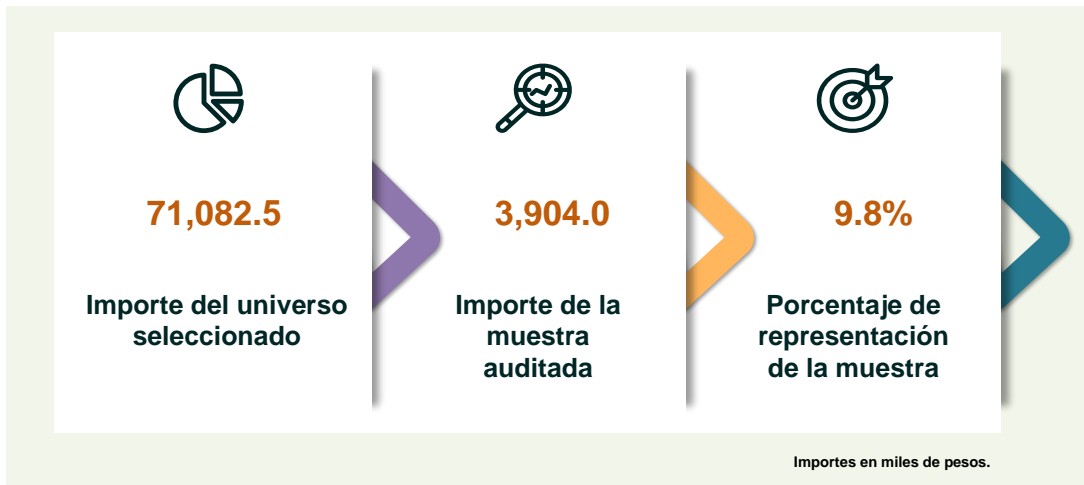 71,082.5
Importe del universo
seleccionado
3,904.0
Importe de la
muestra
auditada
9.8%
Porcentaje de
representación
de la muestra
Importes en miles de pesos.